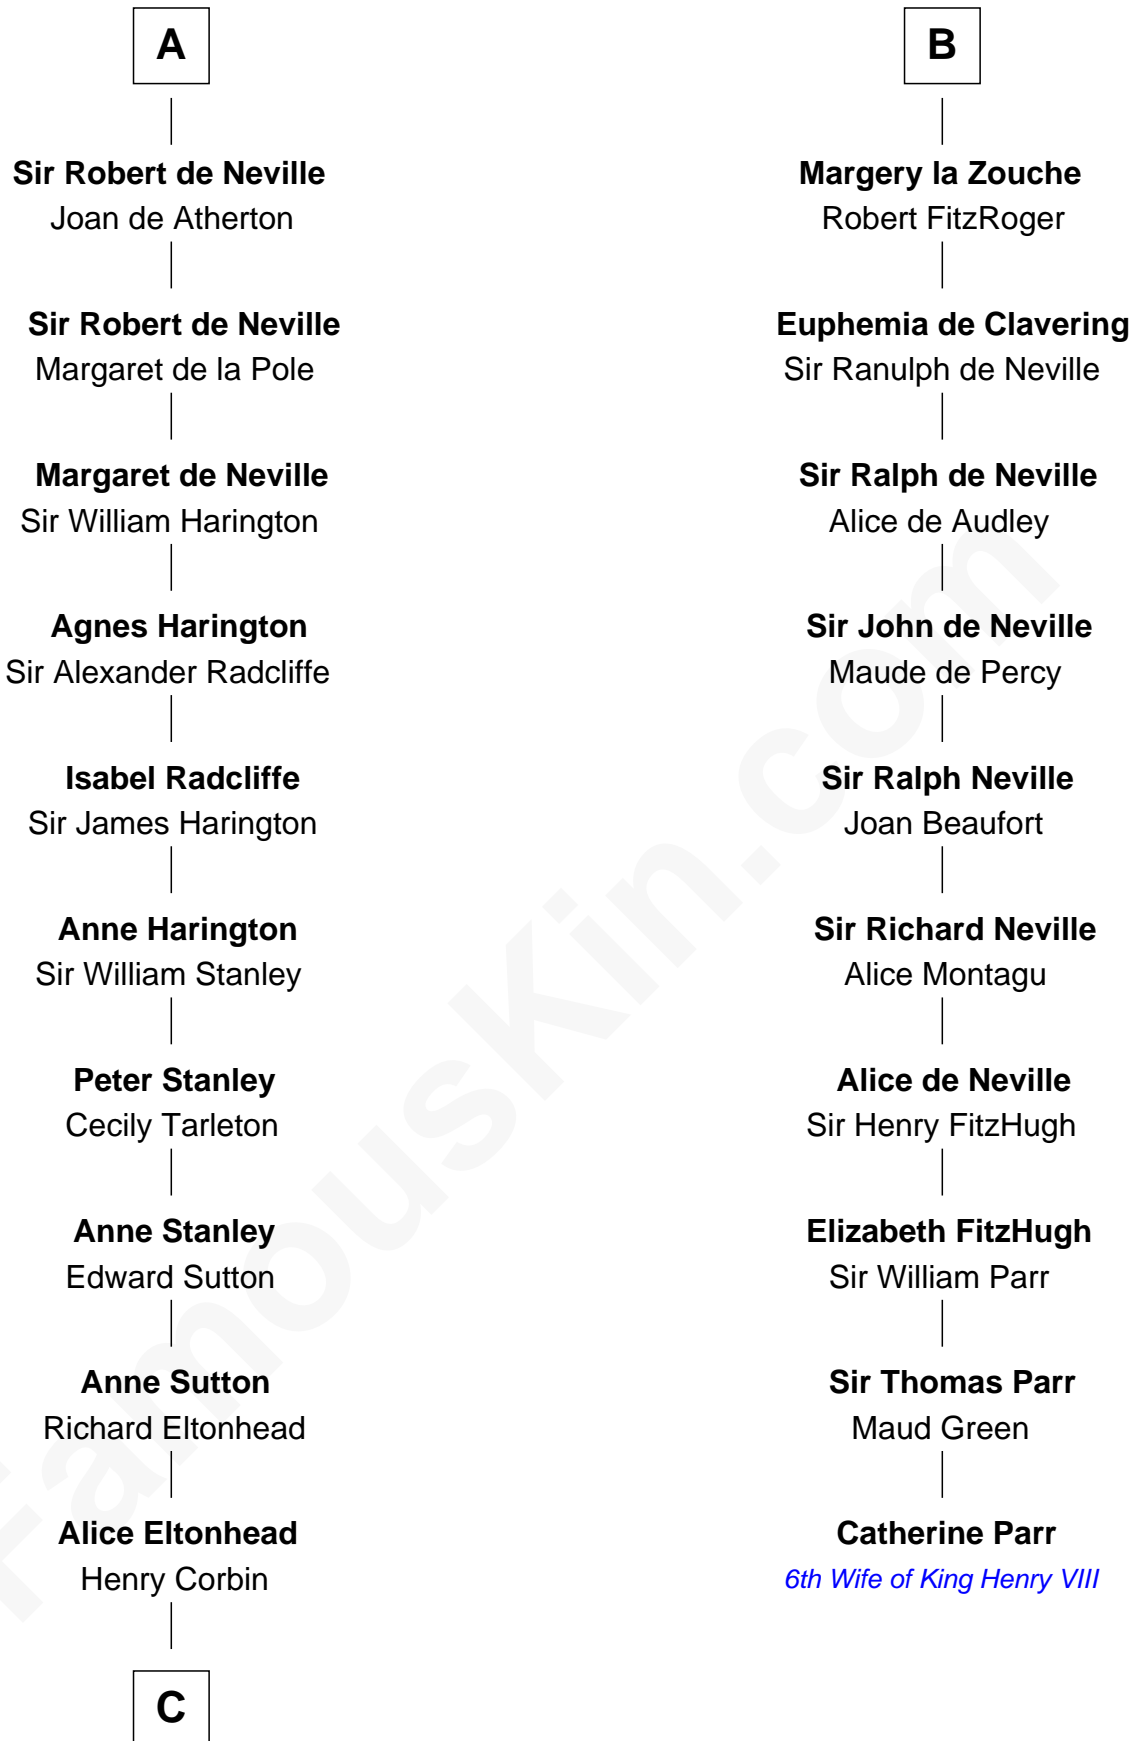 A
Sir Robert de Neville
Joan de Atherton
Sir Robert de Neville
Margaret de la Pole
Margaret de Neville
Sir William Harington
Agnes Harington
Sir Alexander Radcliffe
Isabel Radcliffe
Sir James Harington
Anne Harington
Sir William Stanley
Peter Stanley
Cecily Tarleton
Anne Stanley
Edward Sutton
Anne Sutton
Richard Eltonhead
Alice Eltonhead
Henry Corbin
C
B
Margery la Zouche
Robert FitzRoger
Euphemia de Clavering
Sir Ranulph de Neville
Sir Ralph de Neville
Alice de Audley
Sir John de Neville
Maude de Percy
Sir Ralph Neville
Joan Beaufort
Sir Richard Neville
Alice Montagu
Alice de Neville
Sir Henry FitzHugh
Elizabeth FitzHugh
Sir William Parr
Sir Thomas Parr
Maud Green
Catherine Parr
6th Wife of King Henry VIII
FamousKin.com